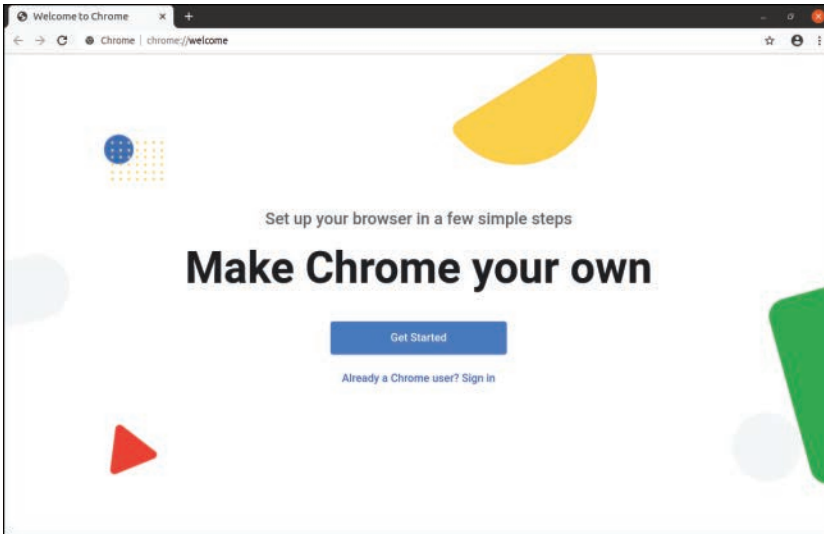 Welcome to Chrome
Chrome | chrome://welcome
Set up your browser in a few simple steps
Make Chrome your own
Get Started
Already a Chrome user? Sign in